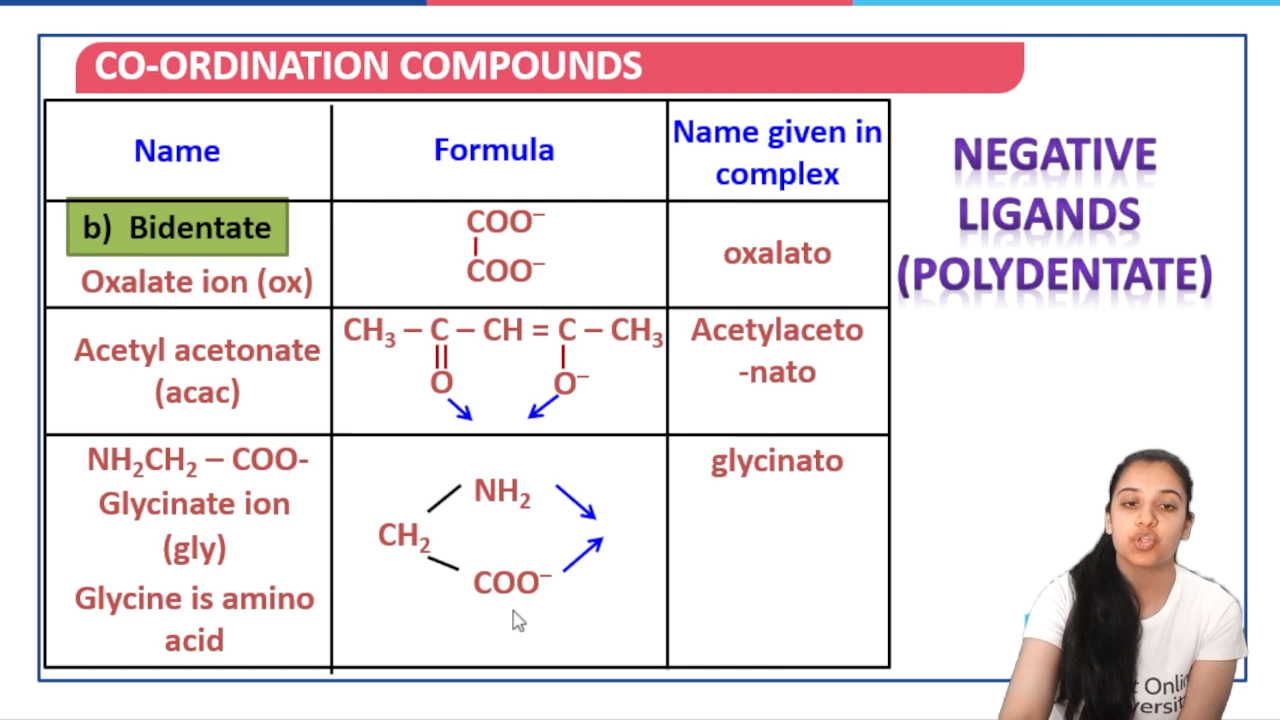 CO-ORDINATION COMPOUNDS
Name
Formula
Name given in
complex
NEGATIVE
LIGANDS
(POLYDENTATE)
b) Bidentate
Oxalate ion (ox)
COO⁻
COO⁻
oxalato
Acetyl acetonate
(acac)
CH₃ – C – CH = C – CH₃
O O⁻
Acetylaceto
-nato
NH₂CH₂ – COO-
Glycinate ion
(gly)
Glycine is amino
acid
NH₂
CH₂
COO⁻
glycinato